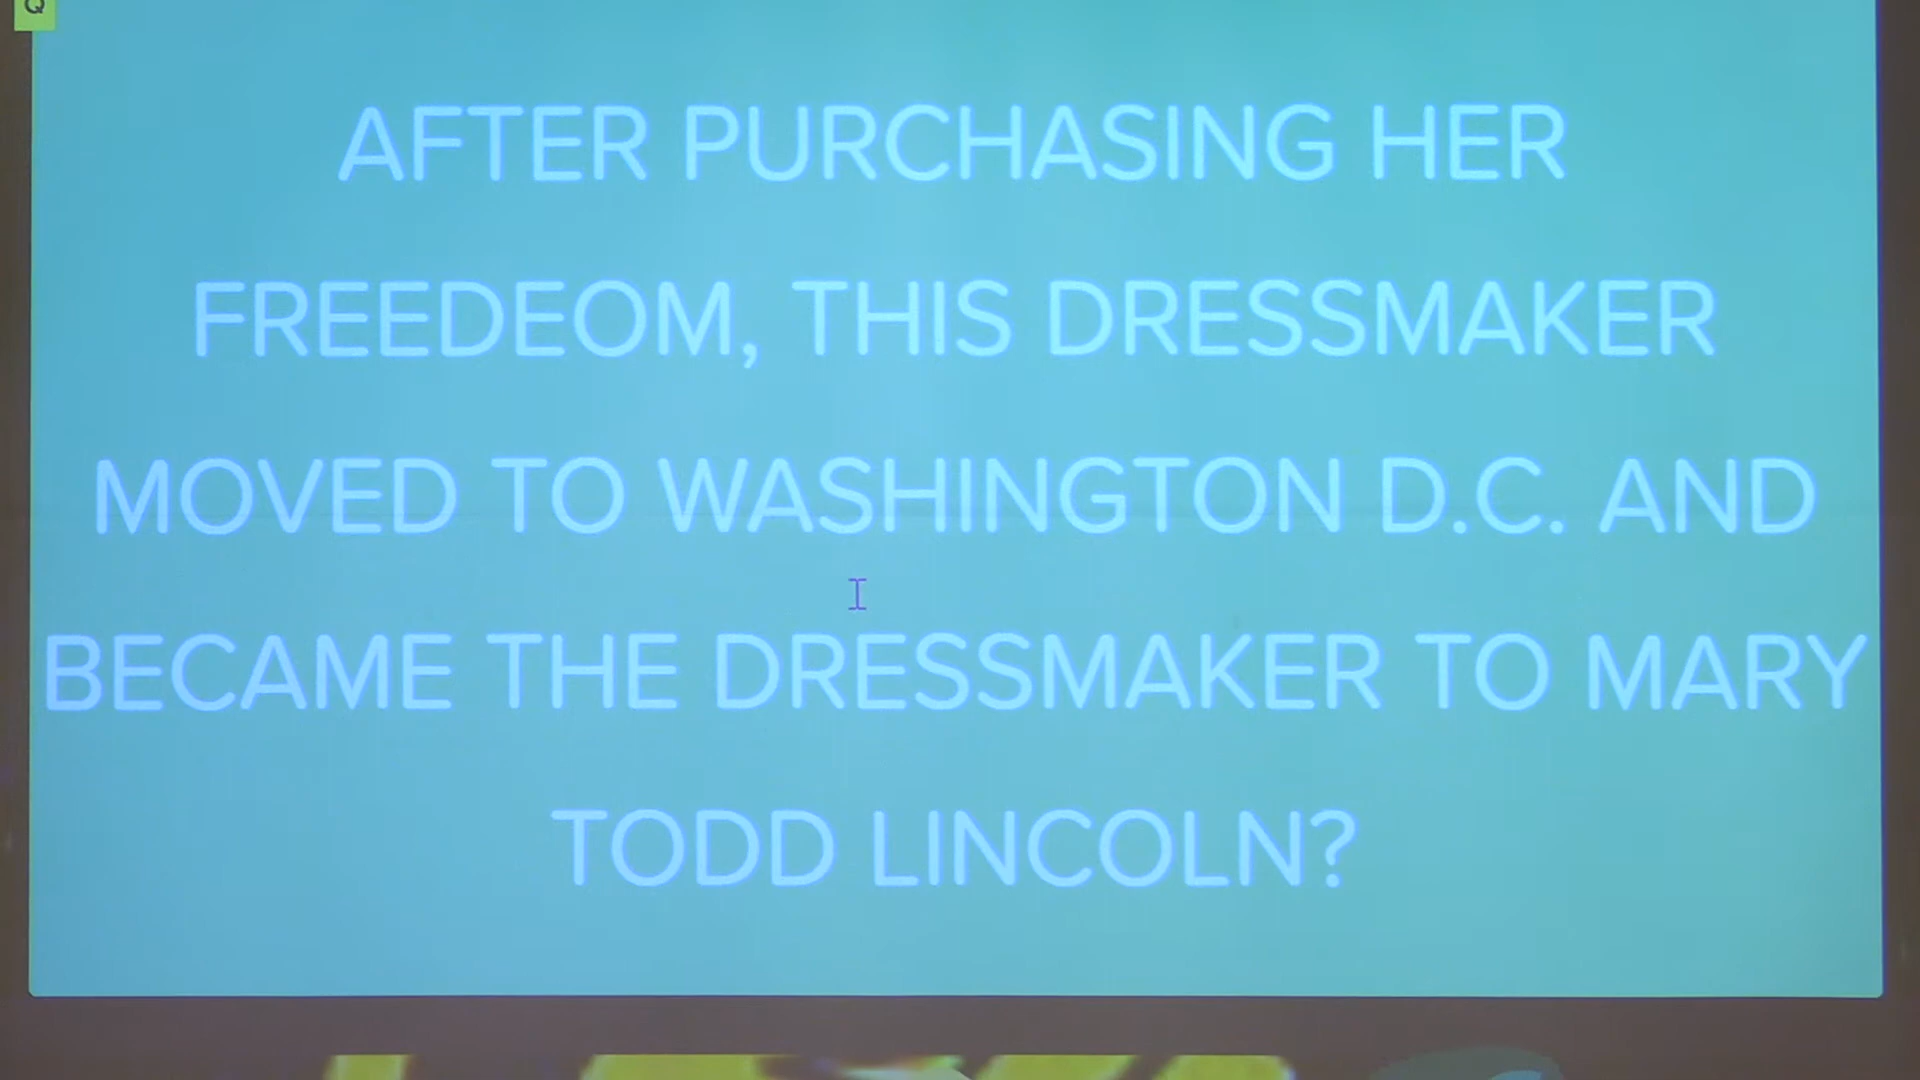 Q
AFTER PURCHASING HER
FREEDEOM, THIS DRESSMAKER
MOVED TO WASHINGTON D.C. AND
BECAME THE DRESSMAKER TO MARY
TODD LINCOLN?